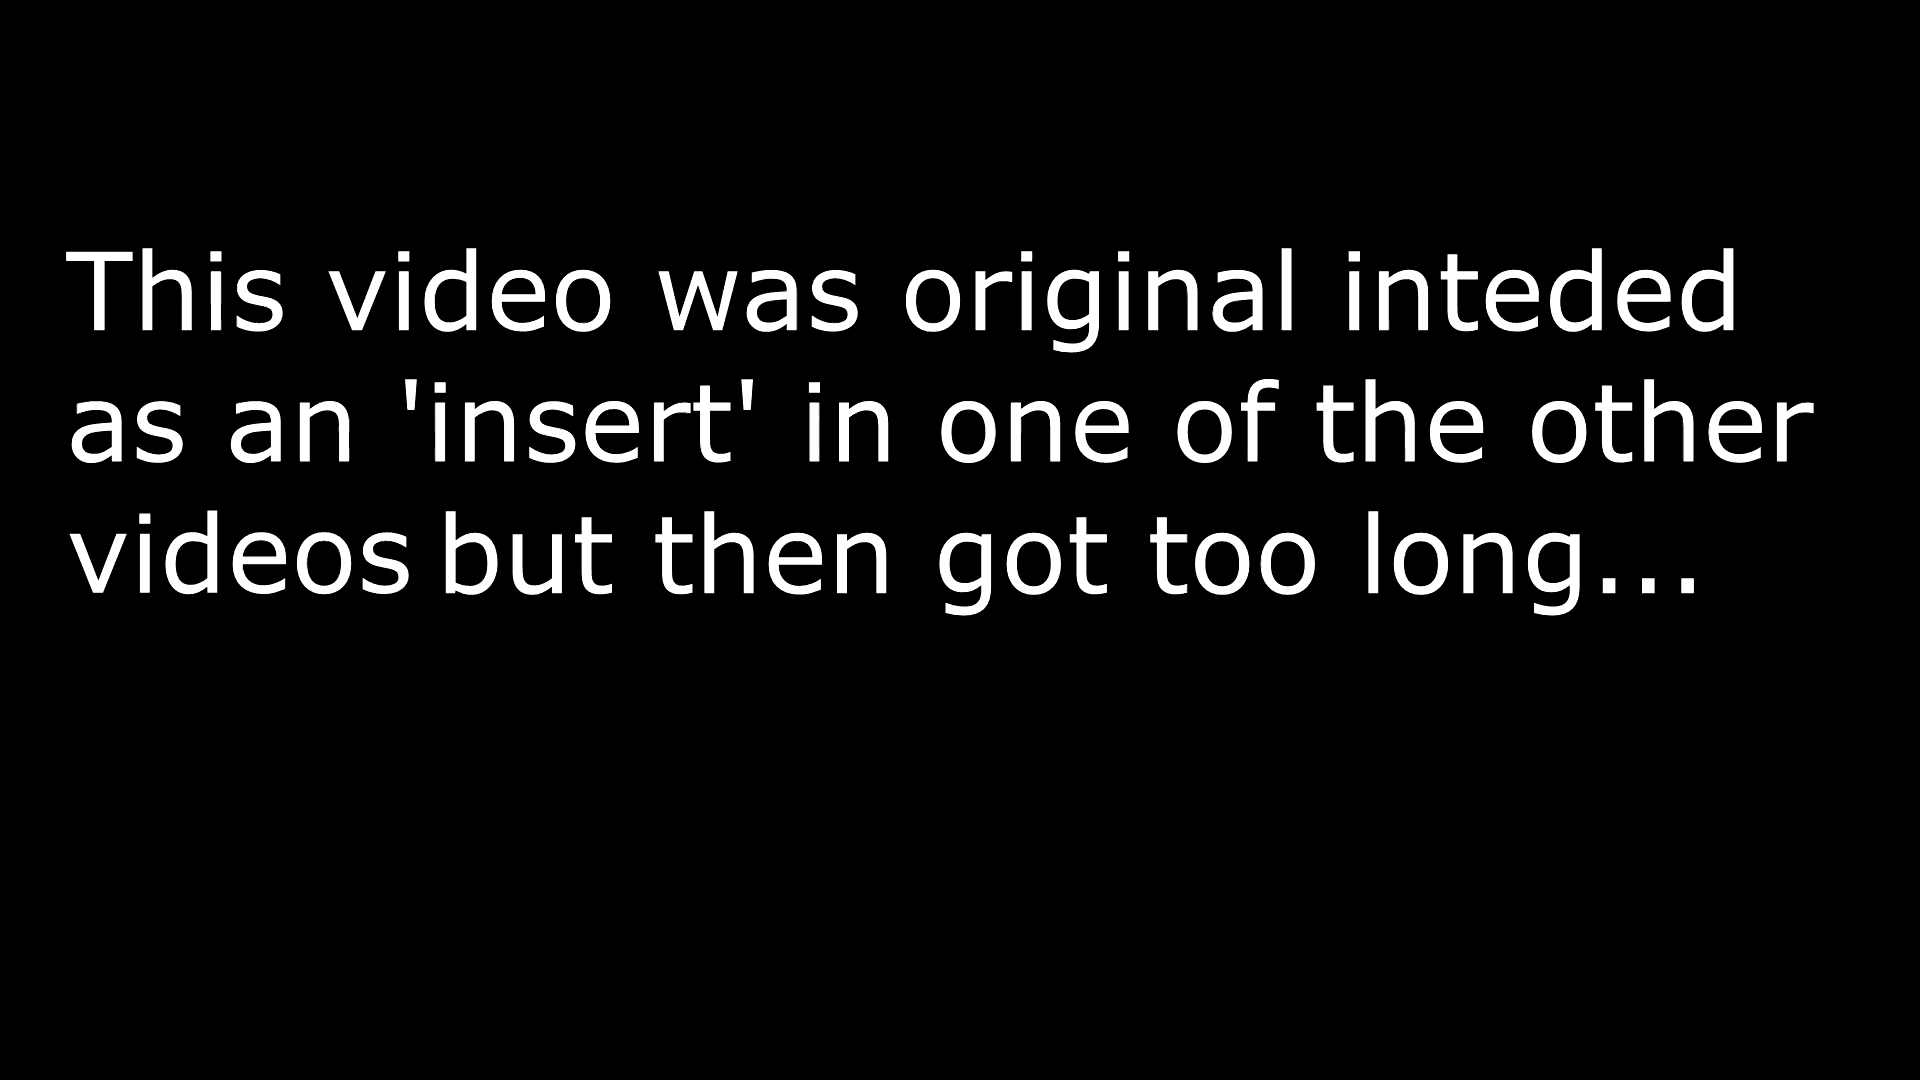 This video was original inteded
as an 'insert' in one of the other
videos but then got too long...